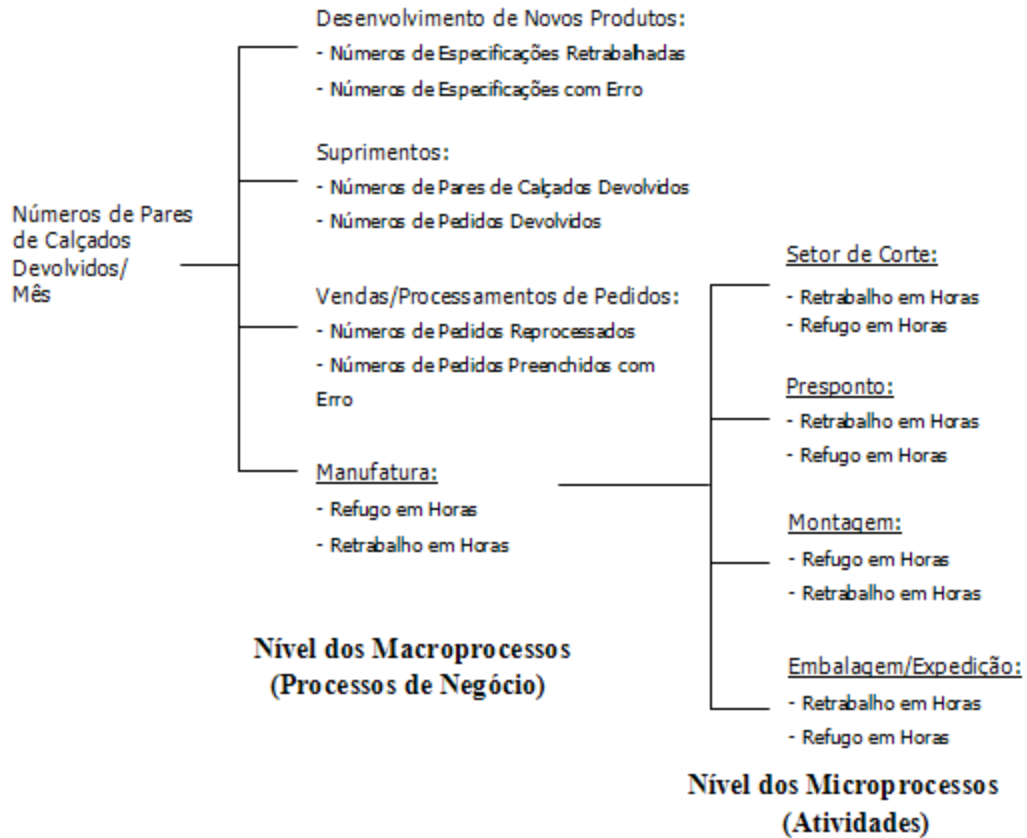 Desenvolvimento de Novos Produtos:
- Números de Especificações Retrabalhadas
- Números de Especificações com Erro
Suprimentos:
- Números de Pares de Calçados Devolvidos
- Números de Pedidos Devolvidos
Números de Pares
de Calçados
Devolvidos/
Mês
Vendas/Processamentos de Pedidos:
- Números de Pedidos Reprocessados
- Números de Pedidos Preenchidos com
Erro
Manufatura:
- Refugo em Horas
- Retrabalho em Horas
Nível dos Macroprocessos
(Processos de Negócio)
Setor de Corte:
- Retrabalho em Horas
- Refugo em Horas
Presponto:
- Retrabalho em Horas
- Refugo em Horas
Montagem:
- Refugo em Horas
- Retrabalho em Horas
Embalagem/Expedição:
- Retrabalho em Horas
- Refugo em Horas
Nível dos Microprocessos
(Atividades)